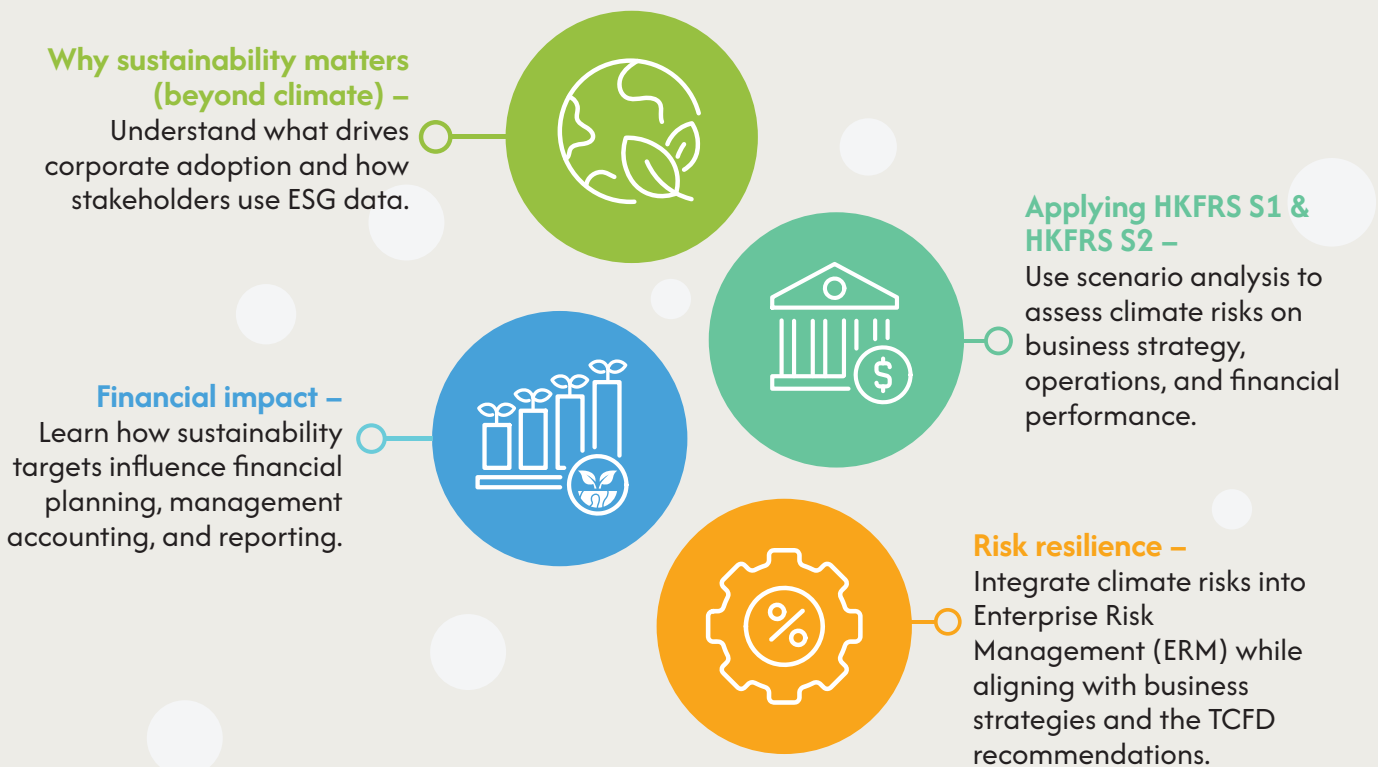 Why sustainability matters
(beyond climate) –
Understand what drives
corporate adoption and how
stakeholders use ESG data.
Applying HKFRS S1 &
HKFRS S2 –
Use scenario analysis to
assess climate risks on
business strategy,
operations, and financial
performance.
Financial impact –
Learn how sustainability
targets influence financial
planning, management
accounting, and reporting.
Risk resilience –
Integrate climate risks into
Enterprise Risk
Management (ERM) while
aligning with business
strategies and the TCFD
recommendations.
$
%